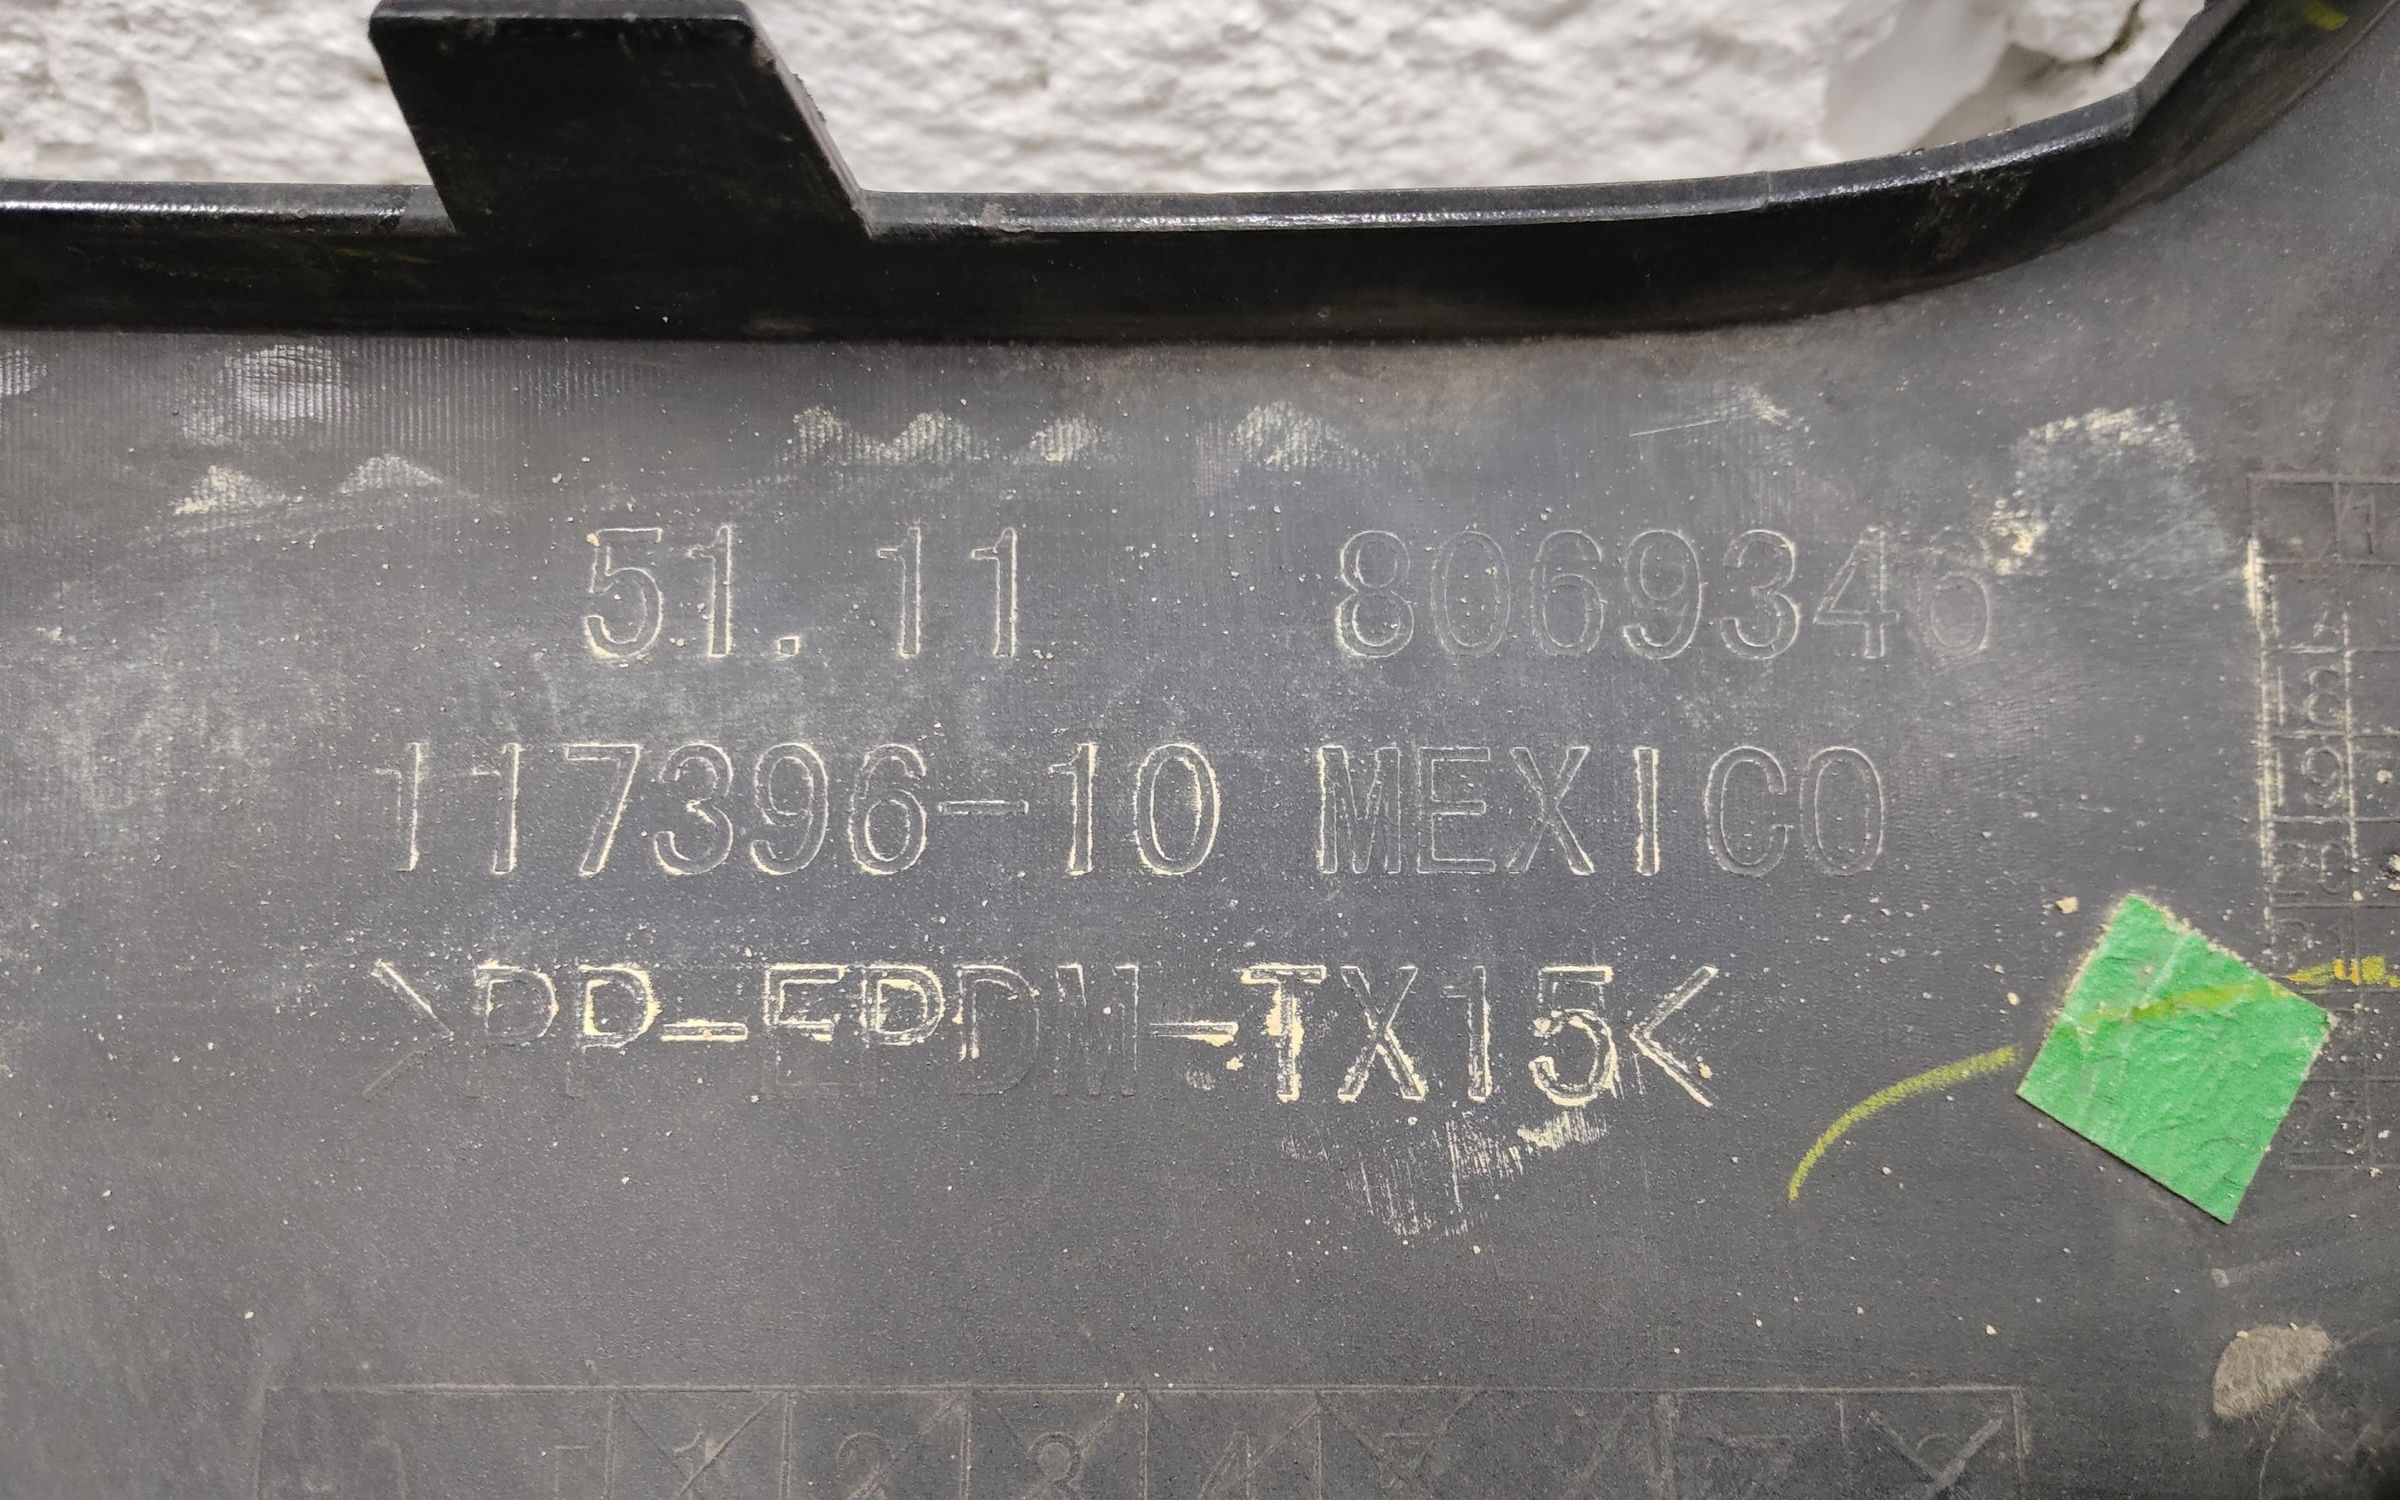 51.11 8069346
117396-10 MEXICO
>PP-EPDM-TX15<